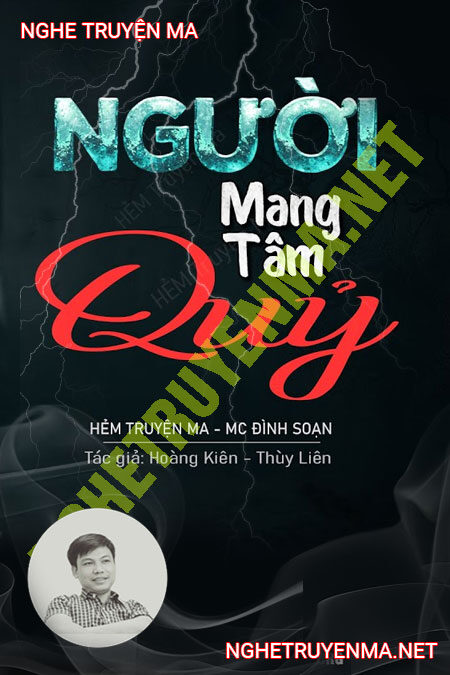 NGHE TRUYỆN MA
NGƯỜI
Mang
Tâm
Quỷ
HẺM TRUYỆN MA - MC ĐÌNH SOẠN
Tác giả: Hoàng Kiên - Thùy Liên
NGHETRUYENMA.NET
NGHETRUYENMA.NET